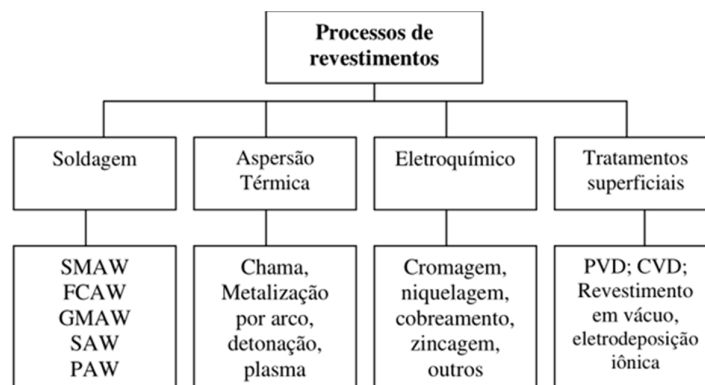 Processos de
revestimentos
Soldagem
Aspersão
Térmica
Eletroquímico
Tratamentos
superficiais
SMAW
FCAW
GMAW
SAW
PAW
Chama,
Metalização
por arco,
detonação,
plasma
Cromagem,
niquelagem,
cobreamento,
zincagem,
outros
PVD; CVD;
Revestimento
em vácuo,
eletrodeposição
iônica